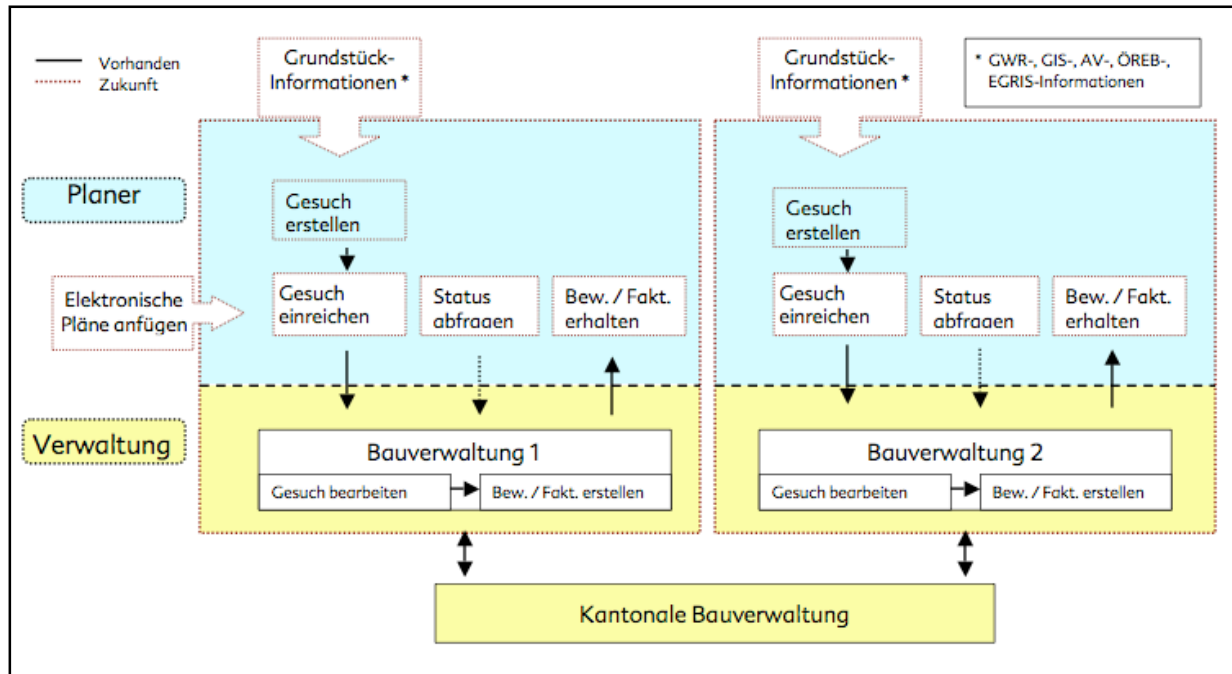 Vorhanden
Zukunft
Grundstück-
Informationen *
Grundstück-
Informationen *
* GWR-, GIS-, AV-, ÖREB-,
EGRIS-Informationen
Planer
Gesuch
erstellen
Gesuch
erstellen
Elektronische
Pläne anfügen
Gesuch
einreichen
Status
abfraaen
Bew. / Fakt.
erhalten
Gesuch
einreichen
Status
abfraaen
Bew. / Fakt.
erhalten
Verwaltung
Bauverwaltung 1
Gesuch bearbeiten
Bew. / Fakt. erstellen
Bauverwaltung 2
Gesuch bearbeiten
Bew. / Fakt. erstellen
Kantonale Bauverwaltung